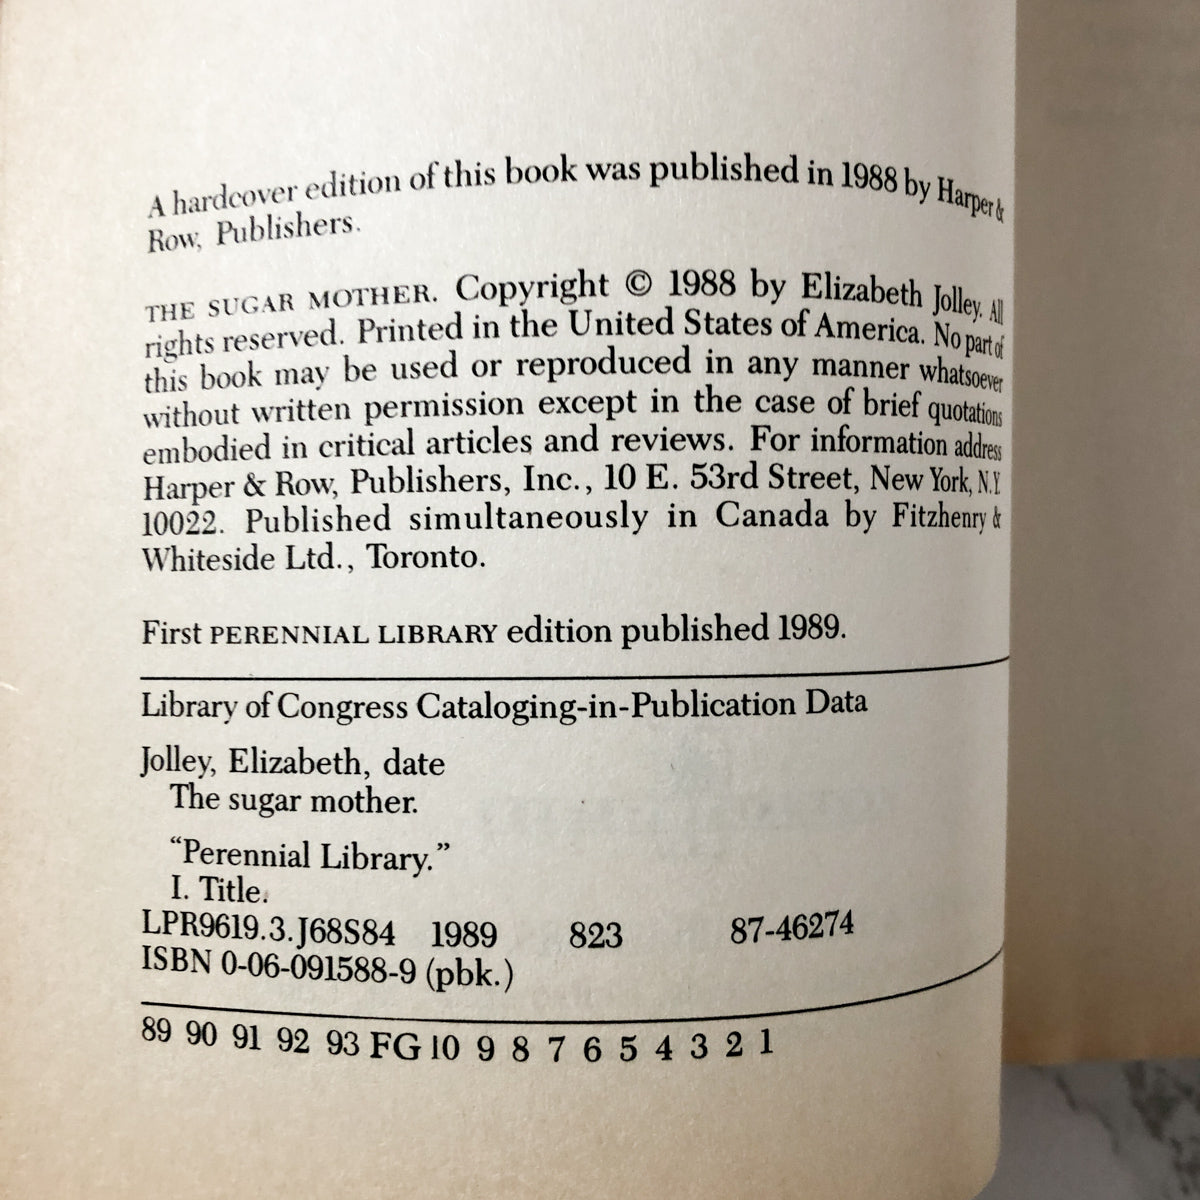 A hardcover edition of this book was published in 1988 by Harper &
Row, Publishers.
THE SUGAR MOTHER. Copyright © 1988 by Elizabeth Jolley. All
rights reserved. Printed in the United States of America. No part of
this book may be used or reproduced in any manner whatsoever
without written permission except in the case of brief quotations
embodied in critical articles and reviews. For information address
Harper & Row, Publishers, Inc., 10 E. 53rd Street, New York, N.Y.
10022. Published simultaneously in Canada by Fitzhenry &
Whiteside Ltd., Toronto.
First PERENNIAL LIBRARY edition published 1989.
Library of Congress Cataloging-in-Publication Data
Jolley, Elizabeth, date
The sugar mother.
“Perennial Library.”
I. Title.
LPR9619.3.J68S84 1989 823 87-46274
ISBN 0-06-091588-9 (pbk.)
89 90 91 92 93 FG 10 9 8 7 6 5 4 3 2 1